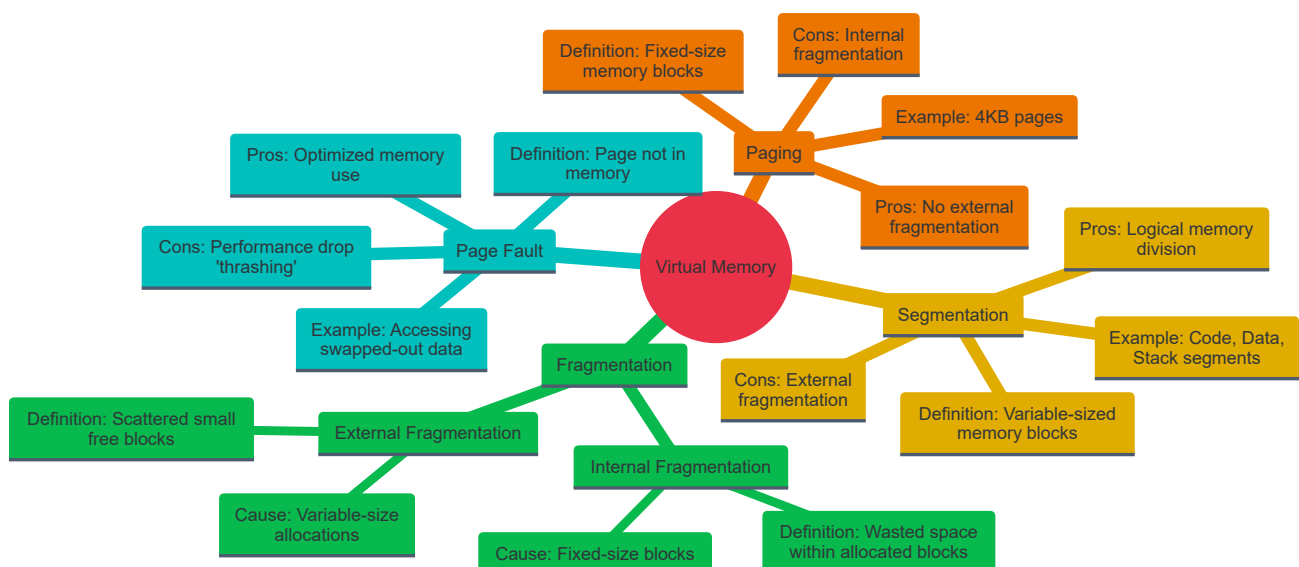 Virtual Memory
Paging
Definition: Fixed-size
memory blocks
Cons: Internal
fragmentation
Example: 4KB pages
Pros: No external
fragmentation
Segmentation
Pros: Logical memory
division
Example: Code, Data,
Stack segments
Definition: Variable-sized
memory blocks
Cons: External
fragmentation
Page Fault
Pros: Optimized memory
use
Definition: Page not in
memory
Cons: Performance drop
'thrashing'
Example: Accessing
swapped-out data
Fragmentation
External Fragmentation
Definition: Scattered small
free blocks
Cause: Variable-size
allocations
Internal Fragmentation
Cause: Fixed-size blocks
Definition: Wasted space
within allocated blocks